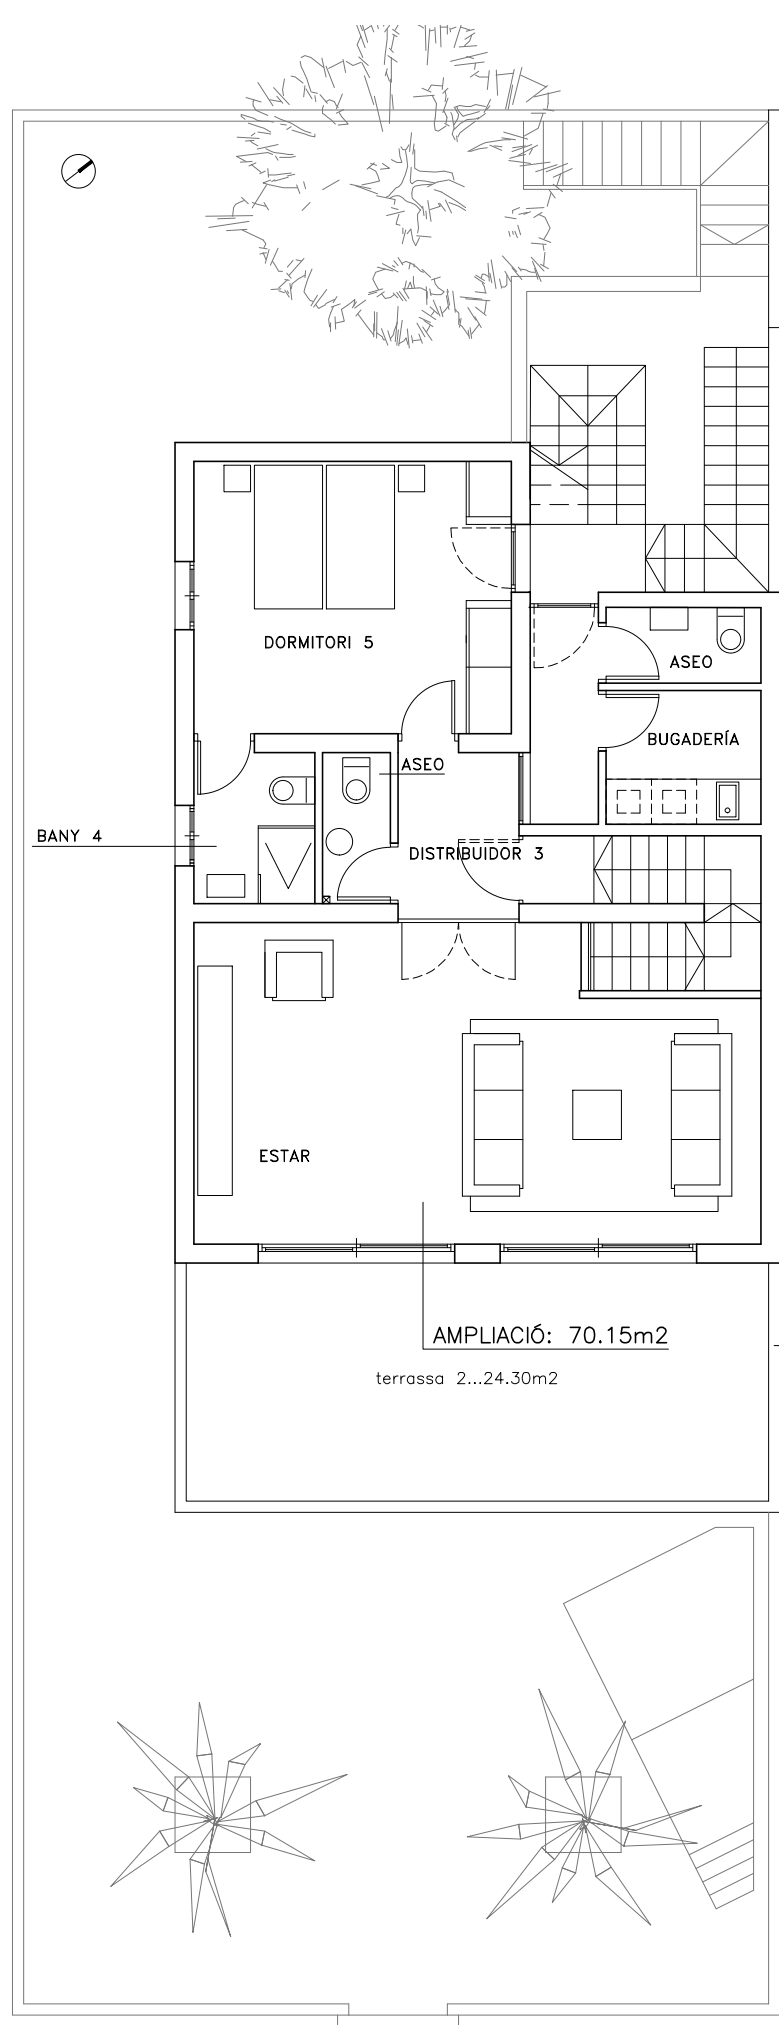 DORMITORI 5
ASEO
BUGADERÍA
ASEO
BANY 4
DISTRIBUIDOR 3
ESTAR
AMPLIACIÓ: 70.15m2
terrassa 2...24.30m2